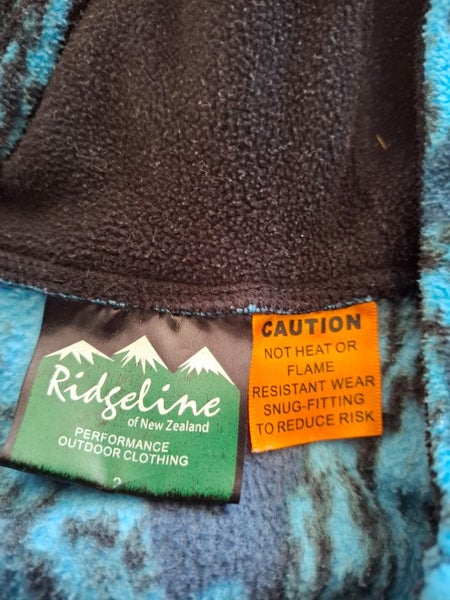 Ridgeline
of New Zealand
PERFORMANCE
OUTDOOR CLOTHING
2
CAUTION
NOT HEAT OR
FLAME
RESISTANT WEAR
SNUG-FITTING
TO REDUCE RISK